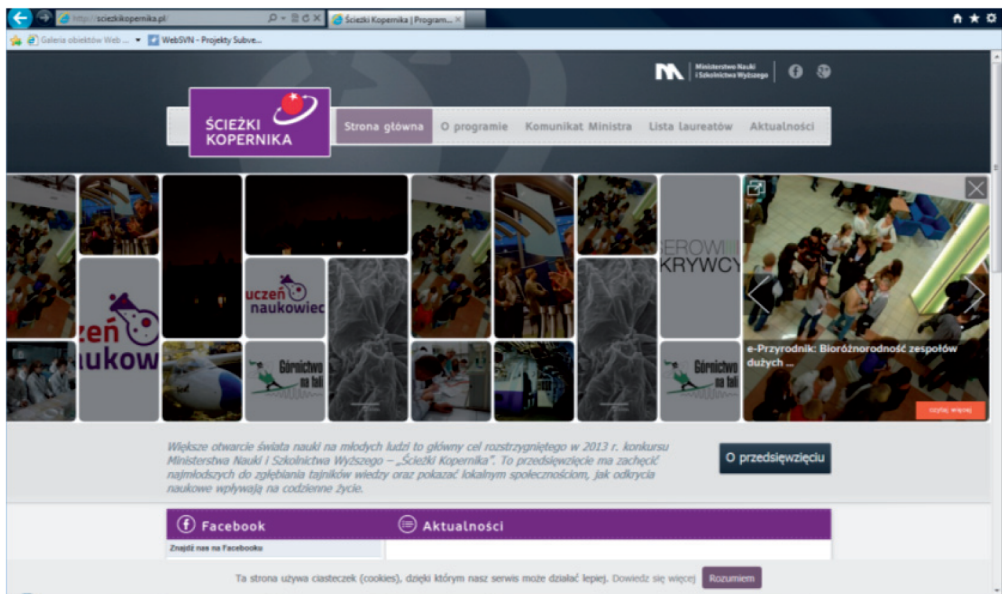 http://sciezkikopernika.pl/
Ścieżki Kopernika | Program...
Galeria obiektów Web ...
WebSVN - Projekty Subve...
Ministerstwo Nauki
i Szkolnictwa Wyższego
ŚCIEŻKI
KOPERNIKA
Strona główna
O programie
Komunikat Ministra
Lista laureatów
Aktualności
zeń
aukow
uczeń
naukowiec
Górnictwo
na fali
EROWI
KRYWCY
Górnictwo
na fali
e-Przyrodnik: Bioróżnorodność zespołów
dużych ...
czytaj więcej
Większe otwarcie świata nauki na młodych ludzi to główny cel rozstrzygniętego w 2013 r. konkursu
Ministerstwa Nauki i Szkolnictwa Wyższego – „Ścieżki Kopernika”. To przedsięwzięcie ma zachęcić
najmłodszych do zgłębiania tajników wiedzy oraz pokazać lokalnym społecznościom, jak odkrycia
naukowe wpływają na codzienne życie.
O przedsięwzięciu
Facebook
Aktualności
Znajdź nas na Facebooku
Ta strona używa ciasteczek (cookies), dzięki którym nasz serwis może działać lepiej. Dowiedz się więcej
Rozumiem